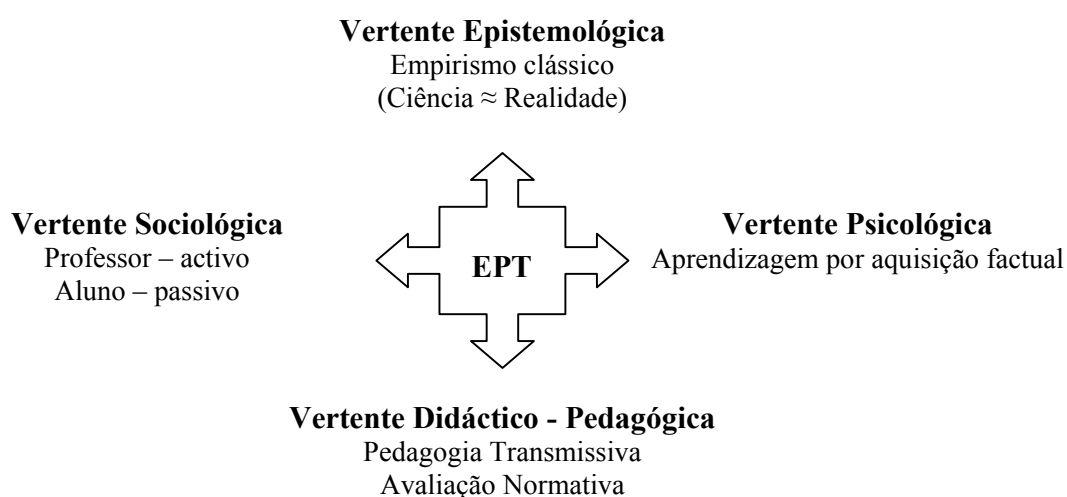 Vertente Epistemológica
Empirismo clássico
(Ciência ≈ Realidade)
Vertente Sociológica
Professor – activo
Aluno – passivo
EPT
Vertente Psicológica
Aprendizagem por aquisição factual
Vertente Didáctico - Pedagógica
Pedagogia Transmissiva
Avaliação Normativa